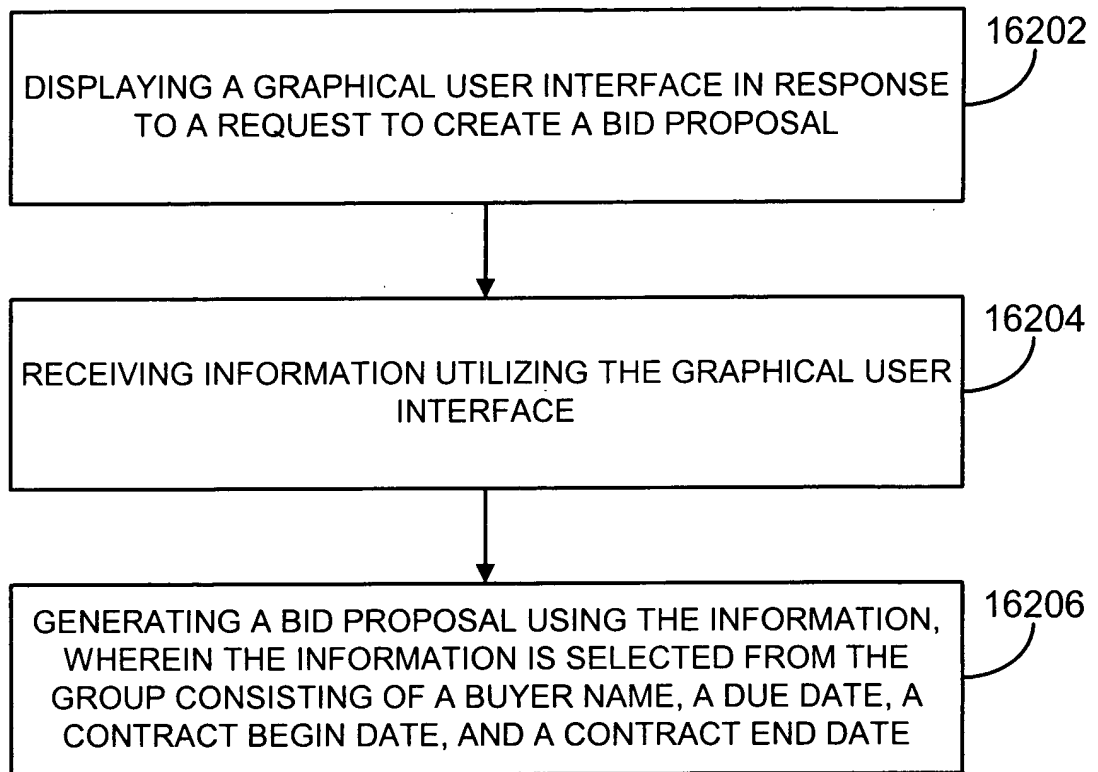 16202
DISPLAYING A GRAPHICAL USER INTERFACE IN RESPONSE
TO A REQUEST TO CREATE A BID PROPOSAL
16204
RECEIVING INFORMATION UTILIZING THE GRAPHICAL USER
INTERFACE
16206
GENERATING A BID PROPOSAL USING THE INFORMATION,
WHEREIN THE INFORMATION IS SELECTED FROM THE
GROUP CONSISTING OF A BUYER NAME, A DUE DATE, A
CONTRACT BEGIN DATE, AND A CONTRACT END DATE